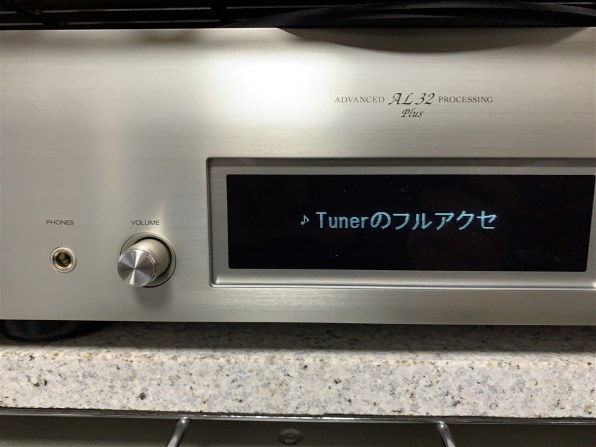 ADVANCED AL32 PROCESSING
Plus
♪Tunerのフルアクセ
PHONES
VOLUME